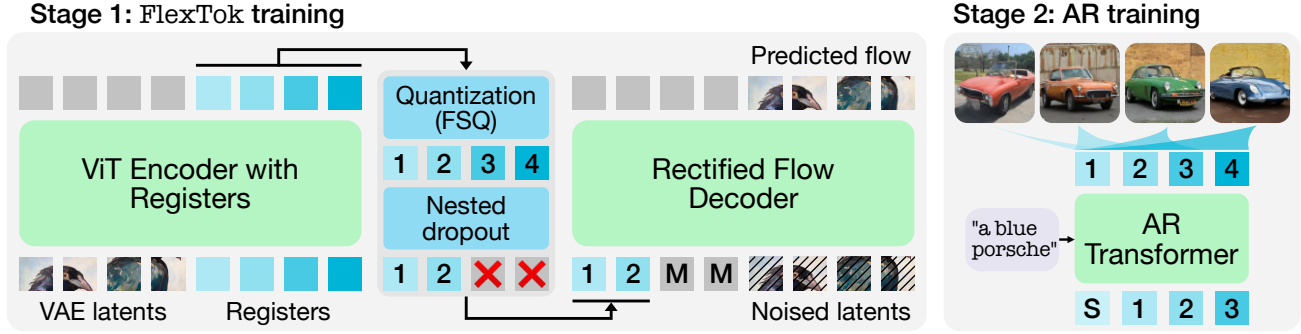 Stage 1: FlexTok training
Predicted flow
Quantization
(FSQ)
ViT Encoder with
Registers
1 2 3 4
Nested
dropout
1 2
VAE latents
Registers
Rectified Flow
Decoder
1 2 M M
Noised latents
Stage 2: AR training
1 2 3 4
"a blue
porsche"
AR
Transformer
S 1 2 3